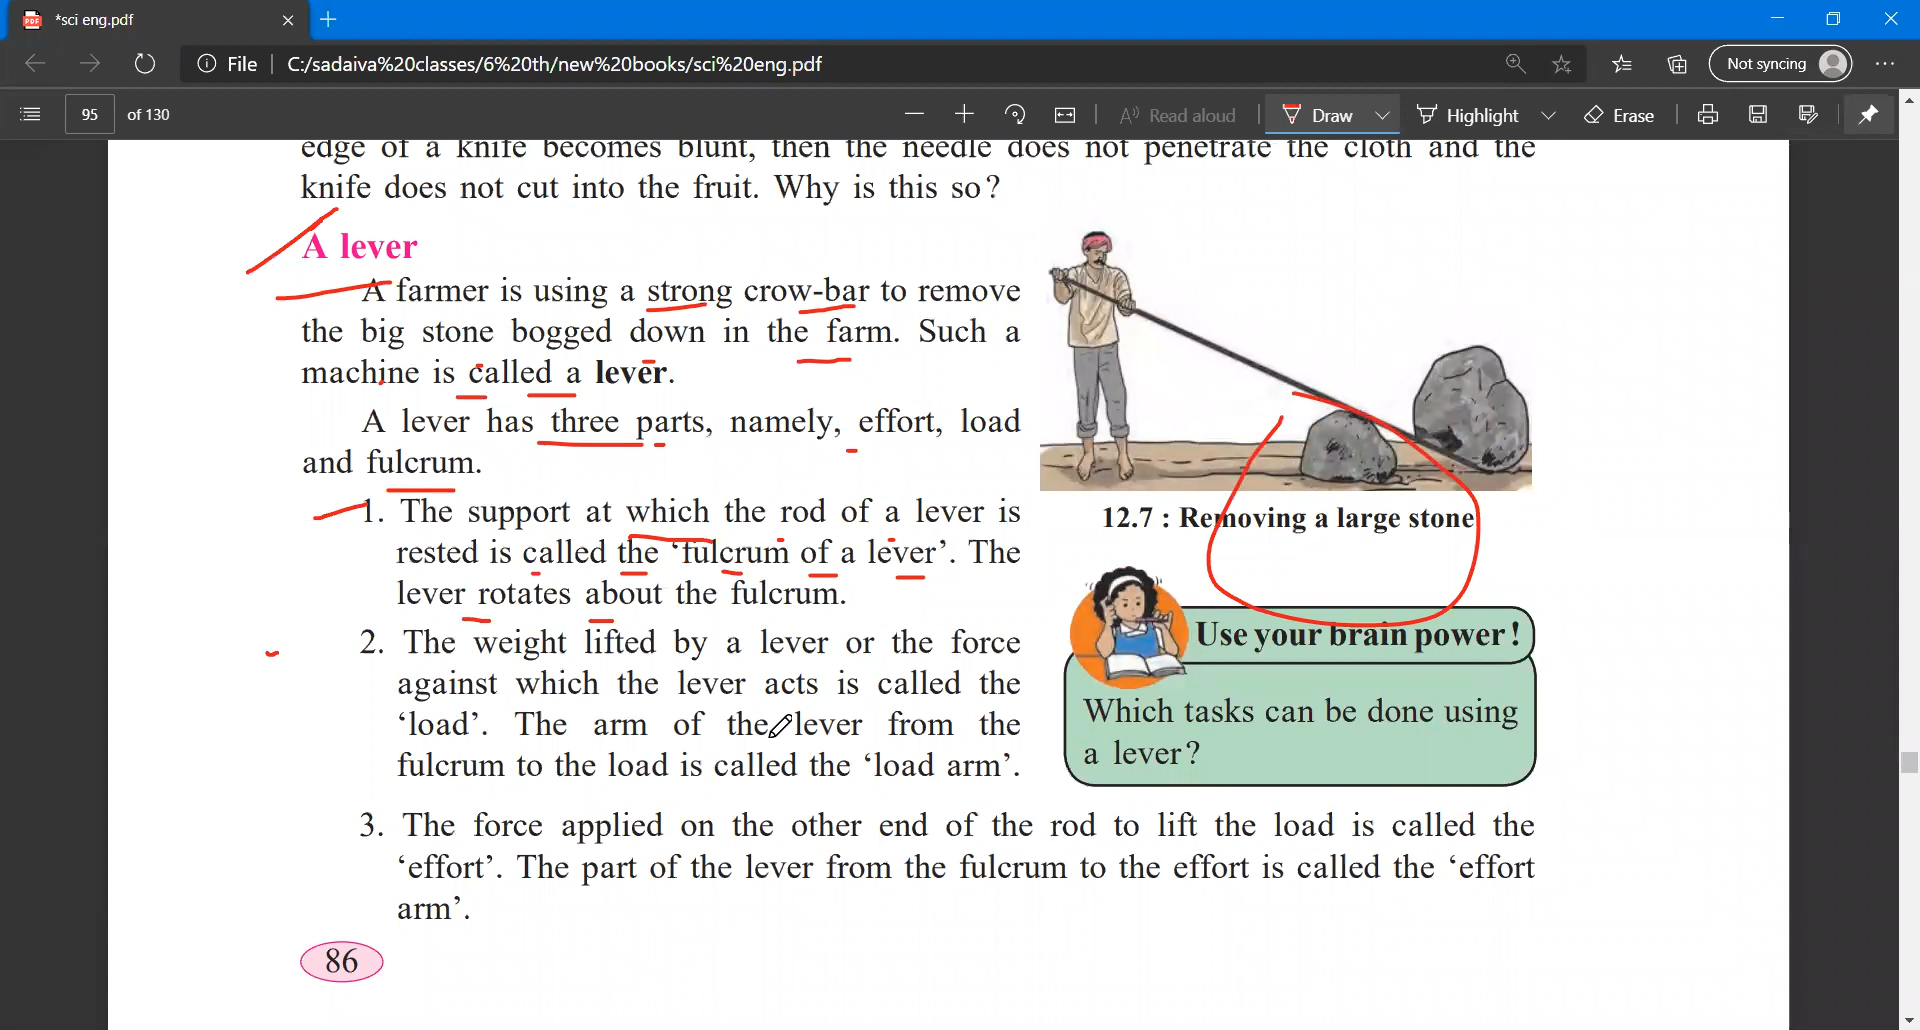 *sci eng.pdf
File
C:/sadaiva%20classes/6%20th/new%20books/sci%20eng.pdf
Not syncing
95 of 130
Read aloud
Draw
Highlight
Erase
edge of a knife becomes blunt, then the needle does not penetrate the cloth and the
knife does not cut into the fruit. Why is this so?
A lever
A farmer is using a strong crow-bar to remove
the big stone bogged down in the farm. Such a
machine is called a lever.
A lever has three parts, namely, effort, load
and fulcrum.
1. The support at which the rod of a lever is
rested is called the ‘fulcrum of a lever’. The
lever rotates about the fulcrum.
2. The weight lifted by a lever or the force
against which the lever acts is called the
‘load’. The arm of the lever from the
fulcrum to the load is called the ‘load arm’.
12.7 : Removing a large stone
Use your brain power!
Which tasks can be done using
a lever?
3. The force applied on the other end of the rod to lift the load is called the
‘effort’. The part of the lever from the fulcrum to the effort is called the ‘effort
arm’.
86